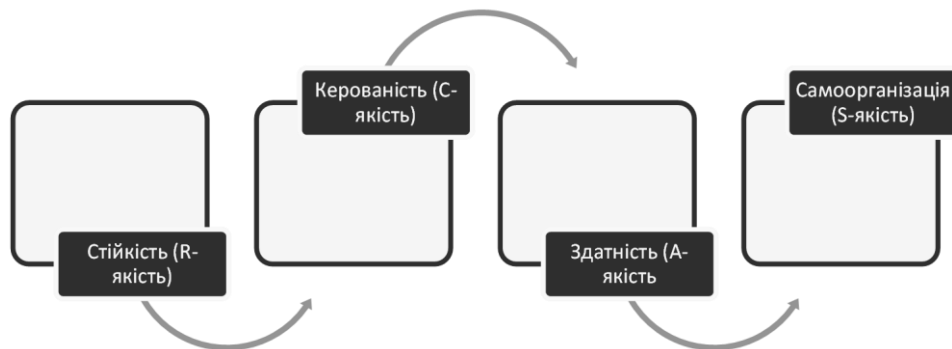 Стійкість (R-
якість)
Керованість (C-
якість)
Здатність (A-
якість
Самоорганізація
(S-якість)